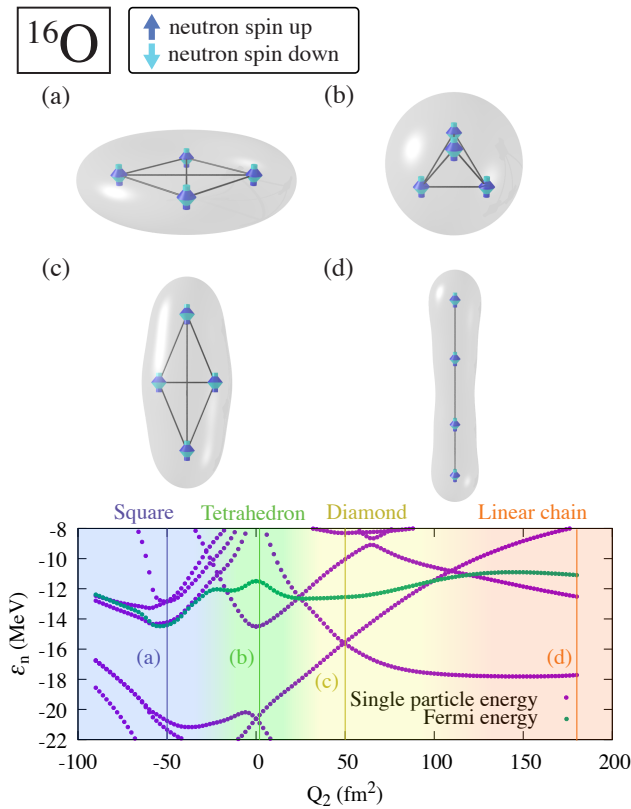 16O
neutron spin up
neutron spin down
(a)
(b)
(c)
(d)
Square
Tetrahedron
Diamond
Linear chain
-8
-10
-12
-14
-16
-18
-20
-22
εn (MeV)
(a)
(b)
(c)
(d)
Single particle energy
Fermi energy
-100
-50
0
50
100
150
200
Q2 (fm2)